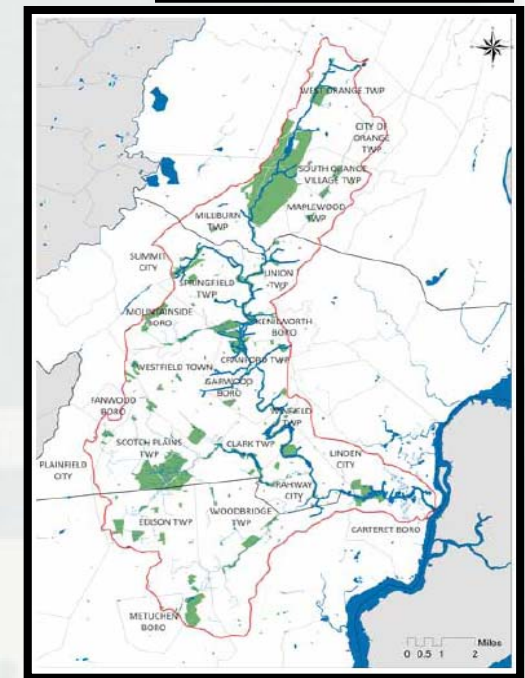 WEST ORANGE TWP
CITY OF
ORANGE
TWP
SOUTH ORANGE
VILLAGE TWP
MAPLEWOOD
TWP
MILLBURN
TWP
SUMMIT
CITY
UNION
TWP
SPRINGFIELD
TWP
MOUNTAINSIDE
BORO
KENILWORTH
BORO
CRANFORD TWP
WESTFIELD TOWN
GARWOOD
BORO
FANWOOD
BORO
WINFIELD
TWP
SCOTCH PLAINS
TWP
CLARK TWP
LINDEN
CITY
PLAINFIELD
CITY
RAHWAY
CITY
WOODBRIDGE
TWP
EDISON TWP
CARTERET BORO
METUCHEN
BORO
Miles
0 0.5 1 2